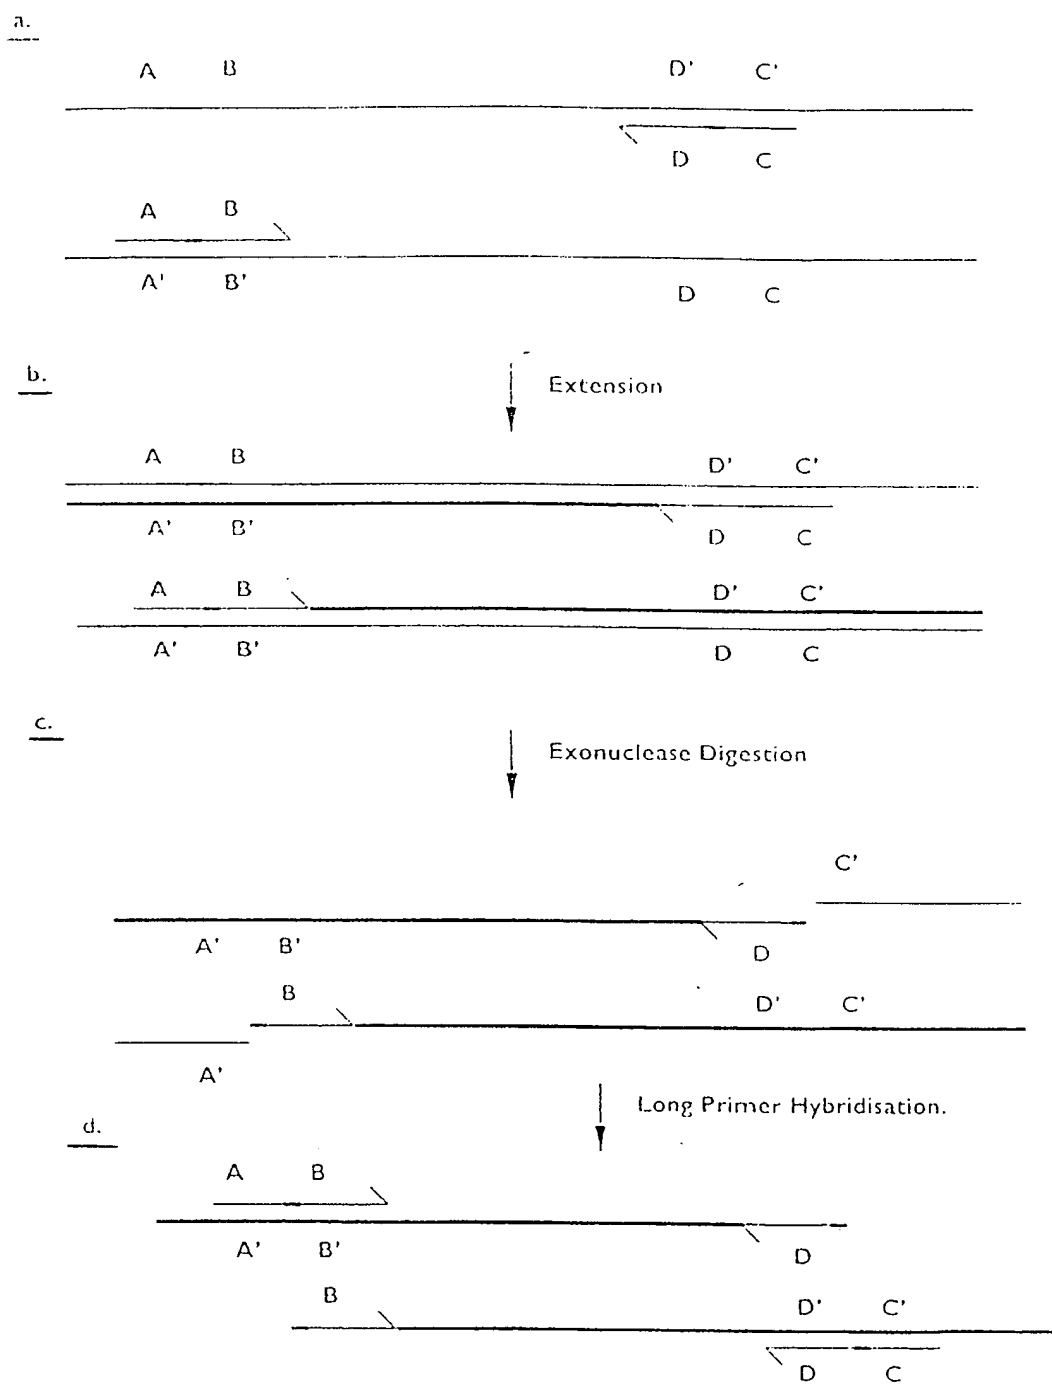 a.
A B D' C'
D C
A B
A' B' D C
b.
Extension
A B D' C'
A' B' D C
A B D' C'
A' B' D C
c.
Exonuclease Digestion
C'
A' B' D
B D' C'
A'
Long Primer Hybridisation.
d.
A B
A' B' D
B D' C'
D C